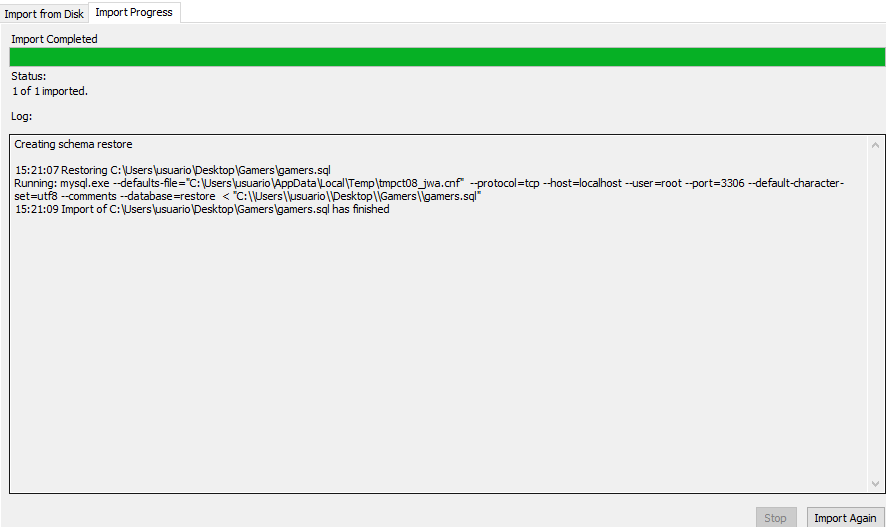 Import from Disk
Import Progress
Import Completed
Status:
1 of 1 imported.
Log:
Creating schema restore
15:21:07 Restoring C:\Users\usuario\Desktop\Gamers\gamers.sql
Running: mysql.exe --defaults-file="C:\Users\usuario\AppData\Local\Temp\tmpct08_jwa.cnf"  --protocol=tcp --host=localhost --user=root --port=3306 --default-character-
set=utf8 --comments --database=restore  < "C:\\Users\\usuario\\Desktop\\Gamers\\gamers.sql"
15:21:09 Import of C:\Users\usuario\Desktop\Gamers\gamers.sql has finished
Stop
Import Again